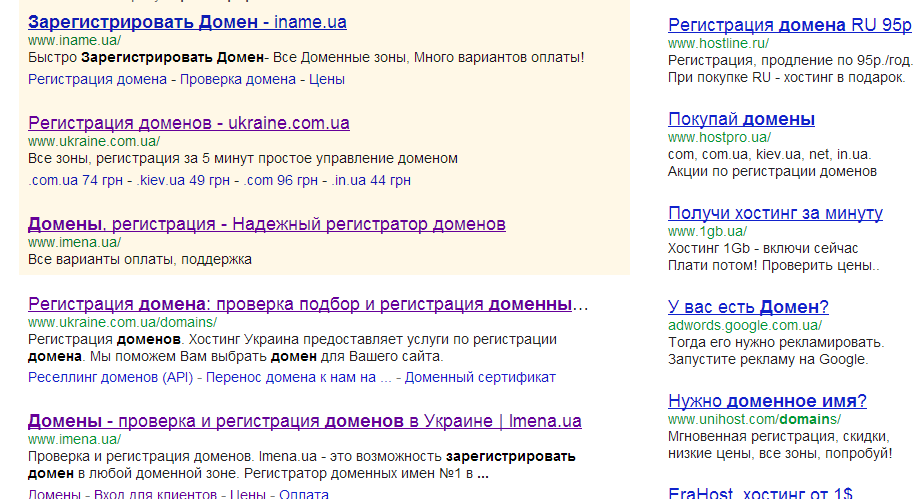 Зарегистрировать Домен - iname.ua
www.iname.ua/
Быстро Зарегистрировать Домен- Все Доменные зоны, Много вариантов оплаты!
Регистрация домена - Проверка домена - Цены
Регистрация доменов - ukraine.com.ua
www.ukraine.com.ua/
Все зоны, регистрация за 5 минут простое управление доменом
.com.ua 74 грн - .kiev.ua 49 грн - .com 96 грн - .in.ua 44 грн
Домены, регистрация - Надежный регистратор доменов
www.imena.ua/
Все варианты оплаты, поддержка
Регистрация домена: проверка подбор и регистрация доменны...
www.ukraine.com.ua/domains/
Регистрация доменов. Хостинг Украина предоставляет услуги по регистрации
домена. Мы поможем Вам выбрать домен для Вашего сайта.
Реселлинг доменов (API) - Перенос домена к нам на ... - Доменный сертификат
Домены - проверка и регистрация доменов в Украине | Imena.ua
www.imena.ua/
Проверка и регистрация доменов. Imena.ua - это возможность зарегистрировать
домен в любой доменной зоне. Регистратор доменных имен №1 в ...
Домены - Вход для клиентов - Цены - Оплата
Регистрация домена RU 95р
www.hostline.ru/
Регистрация, продление по 95р./год.
При покупке RU - хостинг в подарок.
Покупай домены
www.hostpro.ua/
com, com.ua, kiev.ua, net, in.ua.
Акции по регистрации доменов
Получи хостинг за минуту
www.1gb.ua/
Хостинг 1Gb - включи сейчас
Плати потом! Проверить цены..
У вас есть Домен?
adwords.google.com.ua/
Тогда его нужно рекламировать.
Запустите рекламу на Google.
Нужно доменное имя?
www.unihost.com/domains/
Мгновенная регистрация, скидки,
низкие цены, все зоны, попробуй!
EraHost, хостинг от 1$